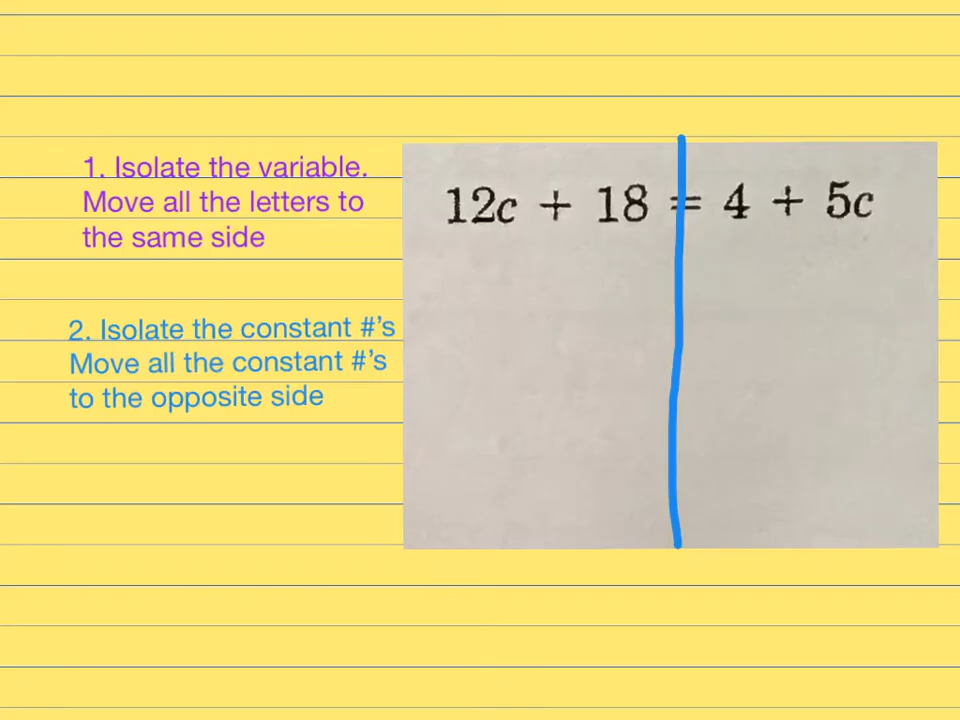 1. Isolate the variable.
Move all the letters to
the same side
12c + 18 = 4 + 5c
2. Isolate the constant #’s
Move all the constant #’s
to the opposite side